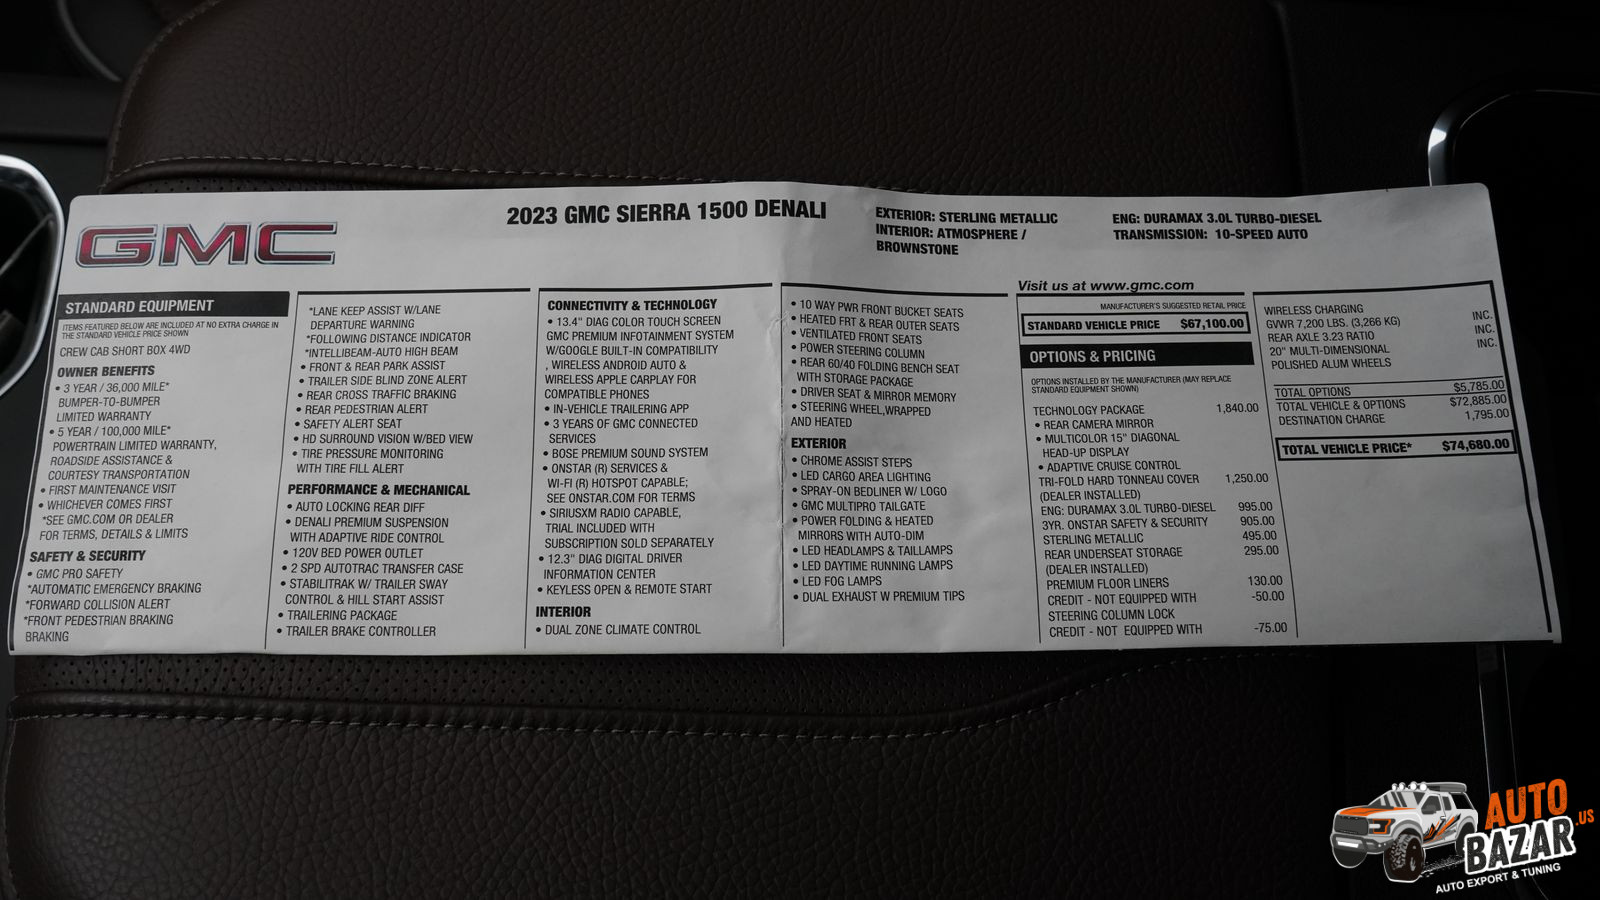 GMC
2023 GMC SIERRA 1500 DENALI
EXTERIOR: STERLING METALLIC
INTERIOR: ATMOSPHERE /
BROWNSTONE
ENG: DURAMAX 3.0L TURBO-DIESEL
TRANSMISSION: 10-SPEED AUTO
STANDARD EQUIPMENT
ITEMS FEATURED BELOW ARE INCLUDED AT NO EXTRA CHARGE IN
THE STANDARD VEHICLE PRICE SHOWN
CREW CAB SHORT BOX 4WD
OWNER BENEFITS
• 3 YEAR / 36,000 MILE*
BUMPER-TO-BUMPER
LIMITED WARRANTY
• 5 YEAR / 100,000 MILE*
POWERTRAIN LIMITED WARRANTY,
ROADSIDE ASSISTANCE &
COURTESY TRANSPORTATION
• FIRST MAINTENANCE VISIT
• WHICHEVER COMES FIRST
*SEE GMC.COM OR DEALER
FOR TERMS, DETAILS & LIMITS
SAFETY & SECURITY
• GMC PRO SAFETY
*AUTOMATIC EMERGENCY BRAKING
*FORWARD COLLISION ALERT
*FRONT PEDESTRIAN BRAKING
BRAKING
*LANE KEEP ASSIST W/LANE
DEPARTURE WARNING
*FOLLOWING DISTANCE INDICATOR
*INTELLIBEAM-AUTO HIGH BEAM
• FRONT & REAR PARK ASSIST
• TRAILER SIDE BLIND ZONE ALERT
• REAR CROSS TRAFFIC BRAKING
• REAR PEDESTRIAN ALERT
• SAFETY ALERT SEAT
• HD SURROUND VISION W/BED VIEW
• TIRE PRESSURE MONITORING
WITH TIRE FILL ALERT
PERFORMANCE & MECHANICAL
• AUTO LOCKING REAR DIFF
• DENALI PREMIUM SUSPENSION
WITH ADAPTIVE RIDE CONTROL
• 120V BED POWER OUTLET
• 2 SPD AUTOTRAC TRANSFER CASE
• STABILITRAK W/ TRAILER SWAY
CONTROL & HILL START ASSIST
• TRAILERING PACKAGE
• TRAILER BRAKE CONTROLLER
CONNECTIVITY & TECHNOLOGY
• 13.4" DIAG COLOR TOUCH SCREEN
GMC PREMIUM INFOTAINMENT SYSTEM
W/GOOGLE BUILT-IN COMPATIBILITY
, WIRELESS ANDROID AUTO &
WIRELESS APPLE CARPLAY FOR
COMPATIBLE PHONES
• IN-VEHICLE TRAILERING APP
• 3 YEARS OF GMC CONNECTED
SERVICES
• BOSE PREMIUM SOUND SYSTEM
• ONSTAR (R) SERVICES &
WI-FI (R) HOTSPOT CAPABLE;
SEE ONSTAR.COM FOR TERMS
• SIRIUSXM RADIO CAPABLE,
TRIAL INCLUDED WITH
SUBSCRIPTION SOLD SEPARATELY
• 12.3" DIAG DIGITAL DRIVER
INFORMATION CENTER
• KEYLESS OPEN & REMOTE START
INTERIOR
• DUAL ZONE CLIMATE CONTROL
• 10 WAY PWR FRONT BUCKET SEATS
• HEATED FRT & REAR OUTER SEATS
• VENTILATED FRONT SEATS
• POWER STEERING COLUMN
• REAR 60/40 FOLDING BENCH SEAT
WITH STORAGE PACKAGE
• DRIVER SEAT & MIRROR MEMORY
• STEERING WHEEL,WRAPPED
AND HEATED
EXTERIOR
• CHROME ASSIST STEPS
• LED CARGO AREA LIGHTING
• SPRAY-ON BEDLINER W/ LOGO
• GMC MULTIPRO TAILGATE
• POWER FOLDING & HEATED
MIRRORS WITH AUTO-DIM
• LED HEADLAMPS & TAILLAMPS
• LED DAYTIME RUNNING LAMPS
• LED FOG LAMPS
• DUAL EXHAUST W PREMIUM TIPS
Visit us at www.gmc.com
MANUFACTURER'S SUGGESTED RETAIL PRICE
STANDARD VEHICLE PRICE $67,100.00
OPTIONS & PRICING
OPTIONS INSTALLED BY THE MANUFACTURER (MAY REPLACE
STANDARD EQUIPMENT SHOWN)
TECHNOLOGY PACKAGE 1,840.00
• REAR CAMERA MIRROR
• MULTICOLOR 15" DIAGONAL
HEAD-UP DISPLAY
• ADAPTIVE CRUISE CONTROL
TRI-FOLD HARD TONNEAU COVER 1,250.00
(DEALER INSTALLED)
ENG: DURAMAX 3.0L TURBO-DIESEL 995.00
3YR. ONSTAR SAFETY & SECURITY 905.00
STERLING METALLIC 495.00
REAR UNDERSEAT STORAGE 295.00
(DEALER INSTALLED)
PREMIUM FLOOR LINERS 130.00
CREDIT - NOT EQUIPPED WITH -50.00
STEERING COLUMN LOCK
CREDIT - NOT EQUIPPED WITH -75.00
WIRELESS CHARGING INC.
GVWR 7,200 LBS. (3,266 KG) INC.
REAR AXLE 3.23 RATIO INC.
20" MULTI-DIMENSIONAL
POLISHED ALUM WHEELS
TOTAL OPTIONS $5,785.00
TOTAL VEHICLE & OPTIONS $72,885.00
DESTINATION CHARGE 1,795.00
TOTAL VEHICLE PRICE* $74,680.00
AUTO
BAZAR.US
AUTO EXPORT & TUNING